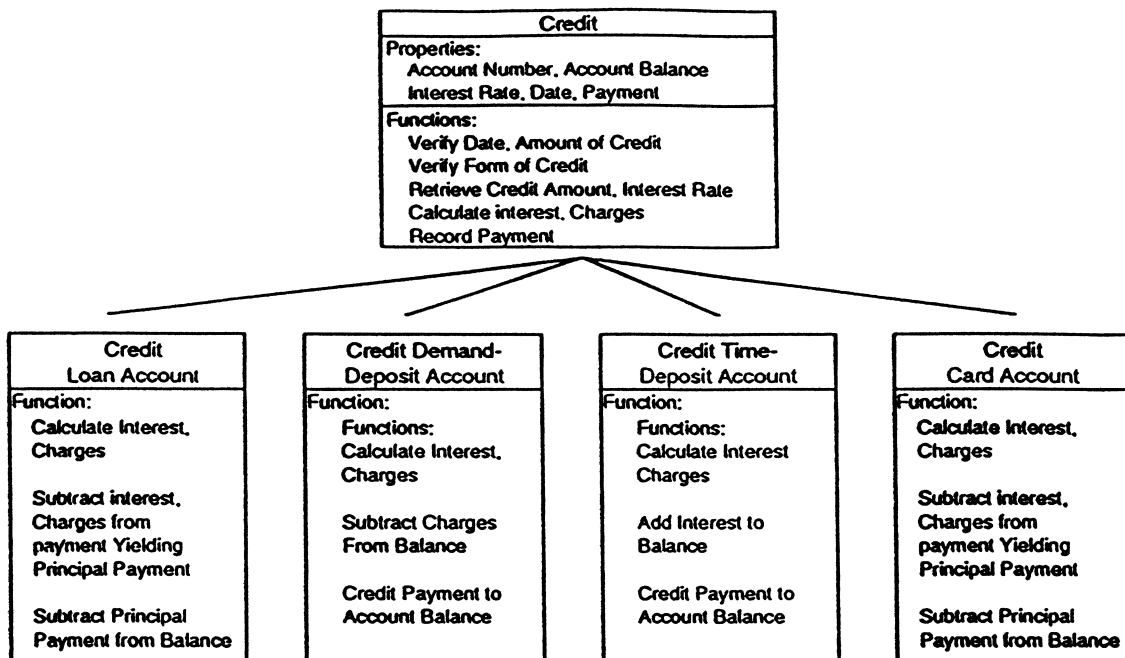 Credit
Properties:
Account Number, Account Balance
Interest Rate, Date, Payment
Functions:
Verify Date, Amount of Credit
Verify Form of Credit
Retrieve Credit Amount, Interest Rate
Calculate interest, Charges
Record Payment
Credit
Loan Account
Function:
Calculate Interest,
Charges
Subtract interest,
Charges from
payment Yielding
Principal Payment
Subtract Principal
Payment from Balance
Credit Demand-
Deposit Account
Function:
Functions:
Calculate Interest,
Charges
Subtract Charges
From Balance
Credit Payment to
Account Balance
Credit Time-
Deposit Account
Function:
Functions:
Calculate Interest
Charges
Add Interest to
Balance
Credit Payment to
Account Balance
Credit
Card Account
Function:
Calculate Interest,
Charges
Subtract interest,
Charges from
payment Yielding
Principal Payment
Subtract Principal
Payment from Balance